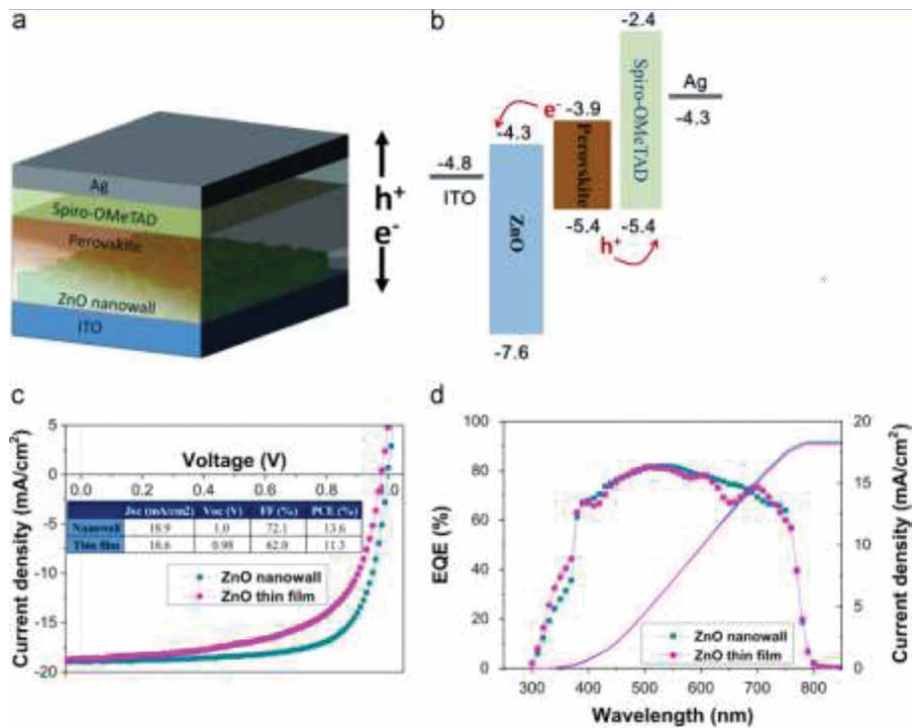 a
Ag
Spiro-OMeTAD
Perovskite
ZnO nanowall
ITO
h+
e-
b
-2.4
Spiro-OMeTAD
-5.4
Ag
-4.3
e-
-3.9
Perovskite
-5.4
-4.3
ZnO
-7.6
-4.8
ITO
h+
c
Current density (mA/cm²)
5
0
-5
-10
-15
-20
Voltage (V)
0.0 0.2 0.4 0.6 0.8 1.0
Jsc (mA/cm2) Voc (V) FF (%) PCE (%)
Nanowall 18.9 1.0 72.1 13.6
Thin film 18.6 0.98 62.0 11.3
ZnO nanowall
ZnO thin film
d
EQE (%)
100
80
60
40
20
0
20
15
10
5
0
Current density (mA/cm²)
ZnO nanowall
ZnO thin film
300 400 500 600 700 800
Wavelength (nm)